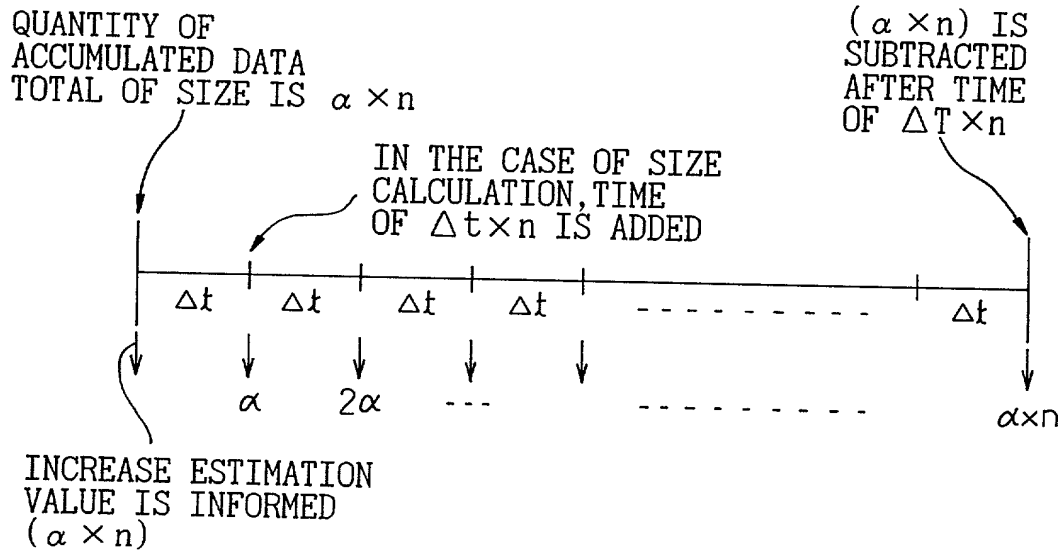 QUANTITY OF
ACCUMULATED DATA
TOTAL OF SIZE IS α × n
(α × n) IS
SUBTRACTED
AFTER TIME
OF ΔT × n
IN THE CASE OF SIZE
CALCULATION, TIME
OF Δt × n IS ADDED
Δt Δt Δt Δt - - - - - - - - - Δt
α 2α --- - - - - - - - - - α×n
INCREASE ESTIMATION
VALUE IS INFORMED
(α × n)